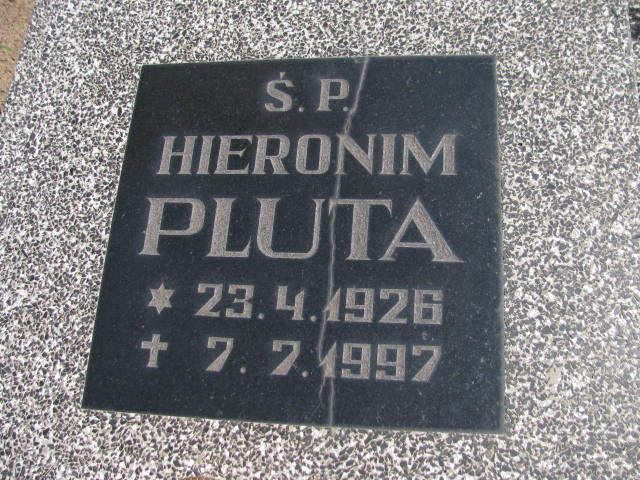 Ś.P.
HIERONIM
PLUTA
✶ 23.4.1926
✝ 7.7.1997